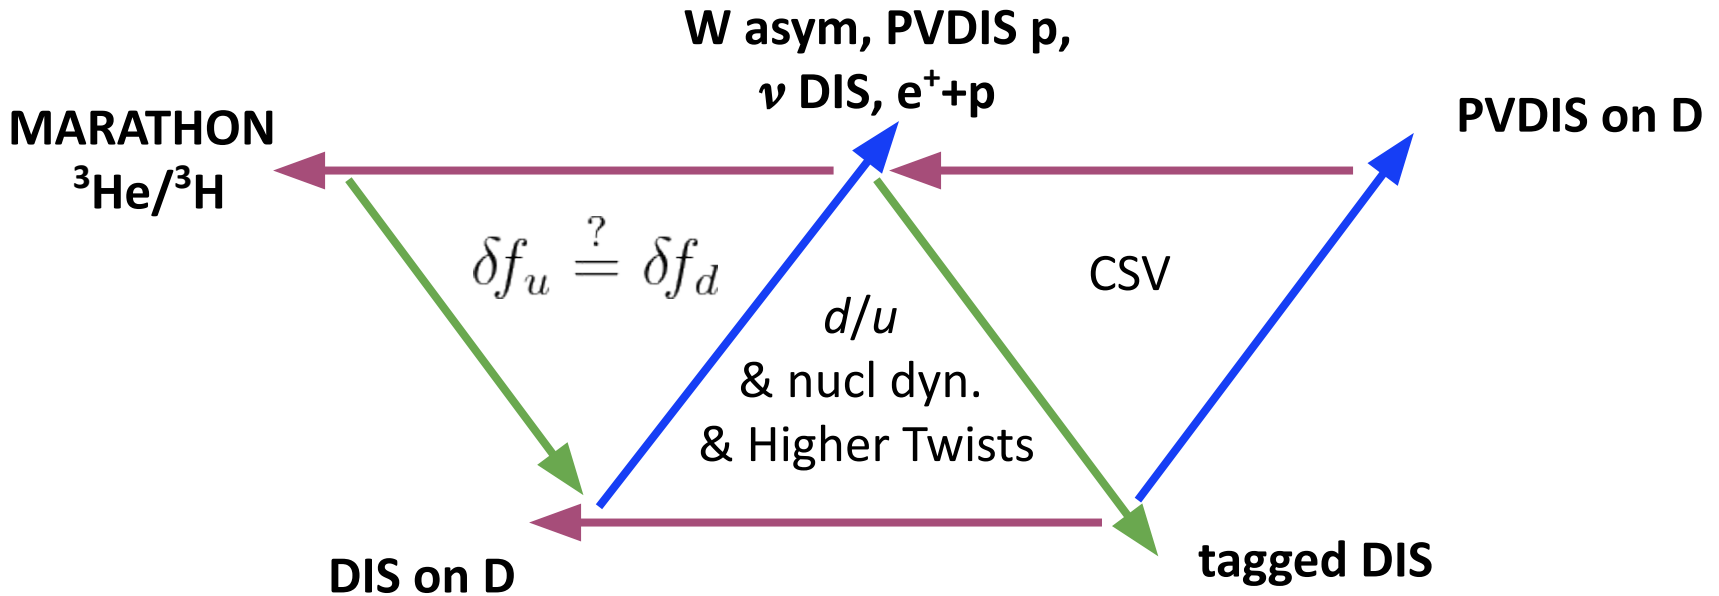 W asym, PVDIS p,
ν DIS, e⁺+p
MARATHON
³He/³H
PVDIS on D
δf_u ≟ δf_d
CSV
d/u
& nucl dyn.
& Higher Twists
DIS on D
tagged DIS